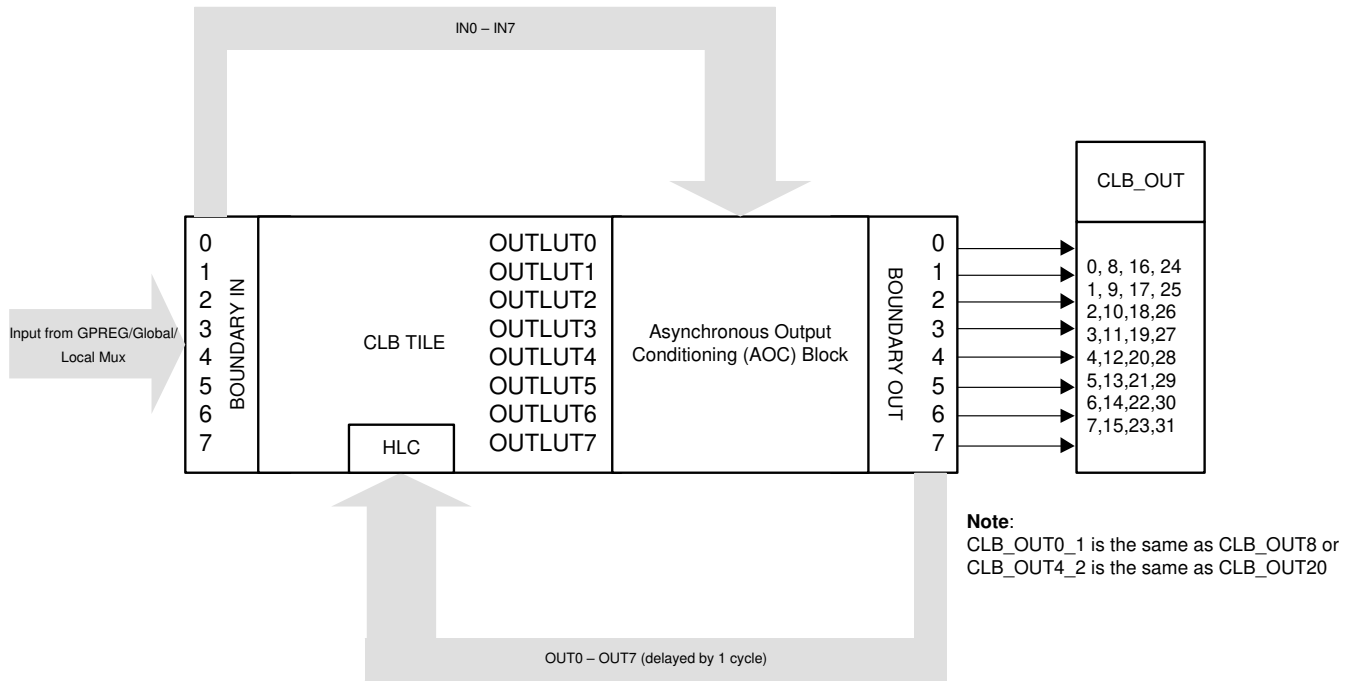 IN0 – IN7
CLB_OUT
Input from GPREG/Global/
Local Mux
0
1
2
3
4
5
6
7
BOUNDARY IN
CLB TILE
HLC
OUTLUT0
OUTLUT1
OUTLUT2
OUTLUT3
OUTLUT4
OUTLUT5
OUTLUT6
OUTLUT7
Asynchronous Output
Conditioning (AOC) Block
BOUNDARY OUT
0
1
2
3
4
5
6
7
0, 8, 16, 24
1, 9, 17, 25
2,10,18,26
3,11,19,27
4,12,20,28
5,13,21,29
6,14,22,30
7,15,23,31
Note:
CLB_OUT0_1 is the same as CLB_OUT8 or
CLB_OUT4_2 is the same as CLB_OUT20
OUT0 – OUT7 (delayed by 1 cycle)